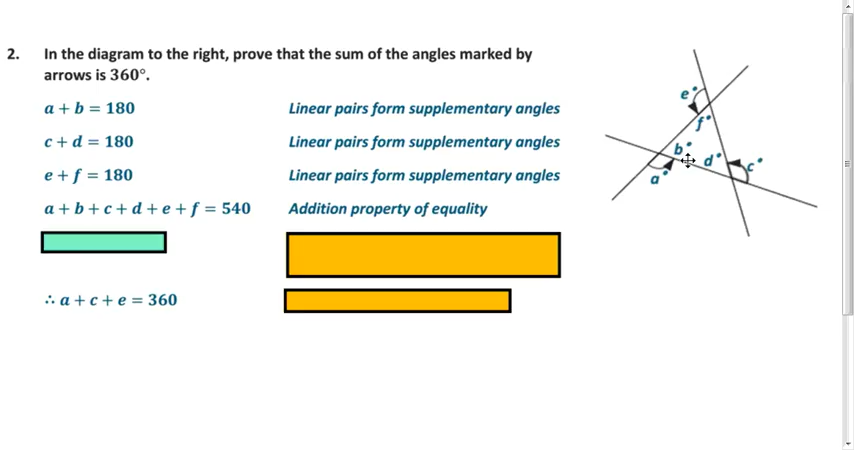 2. In the diagram to the right, prove that the sum of the angles marked by
arrows is 360°.
a + b = 180 Linear pairs form supplementary angles
c + d = 180 Linear pairs form supplementary angles
e + f = 180 Linear pairs form supplementary angles
a + b + c + d + e + f = 540 Addition property of equality
∴ a + c + e = 360
e°
f°
b°
d°
c°
a°